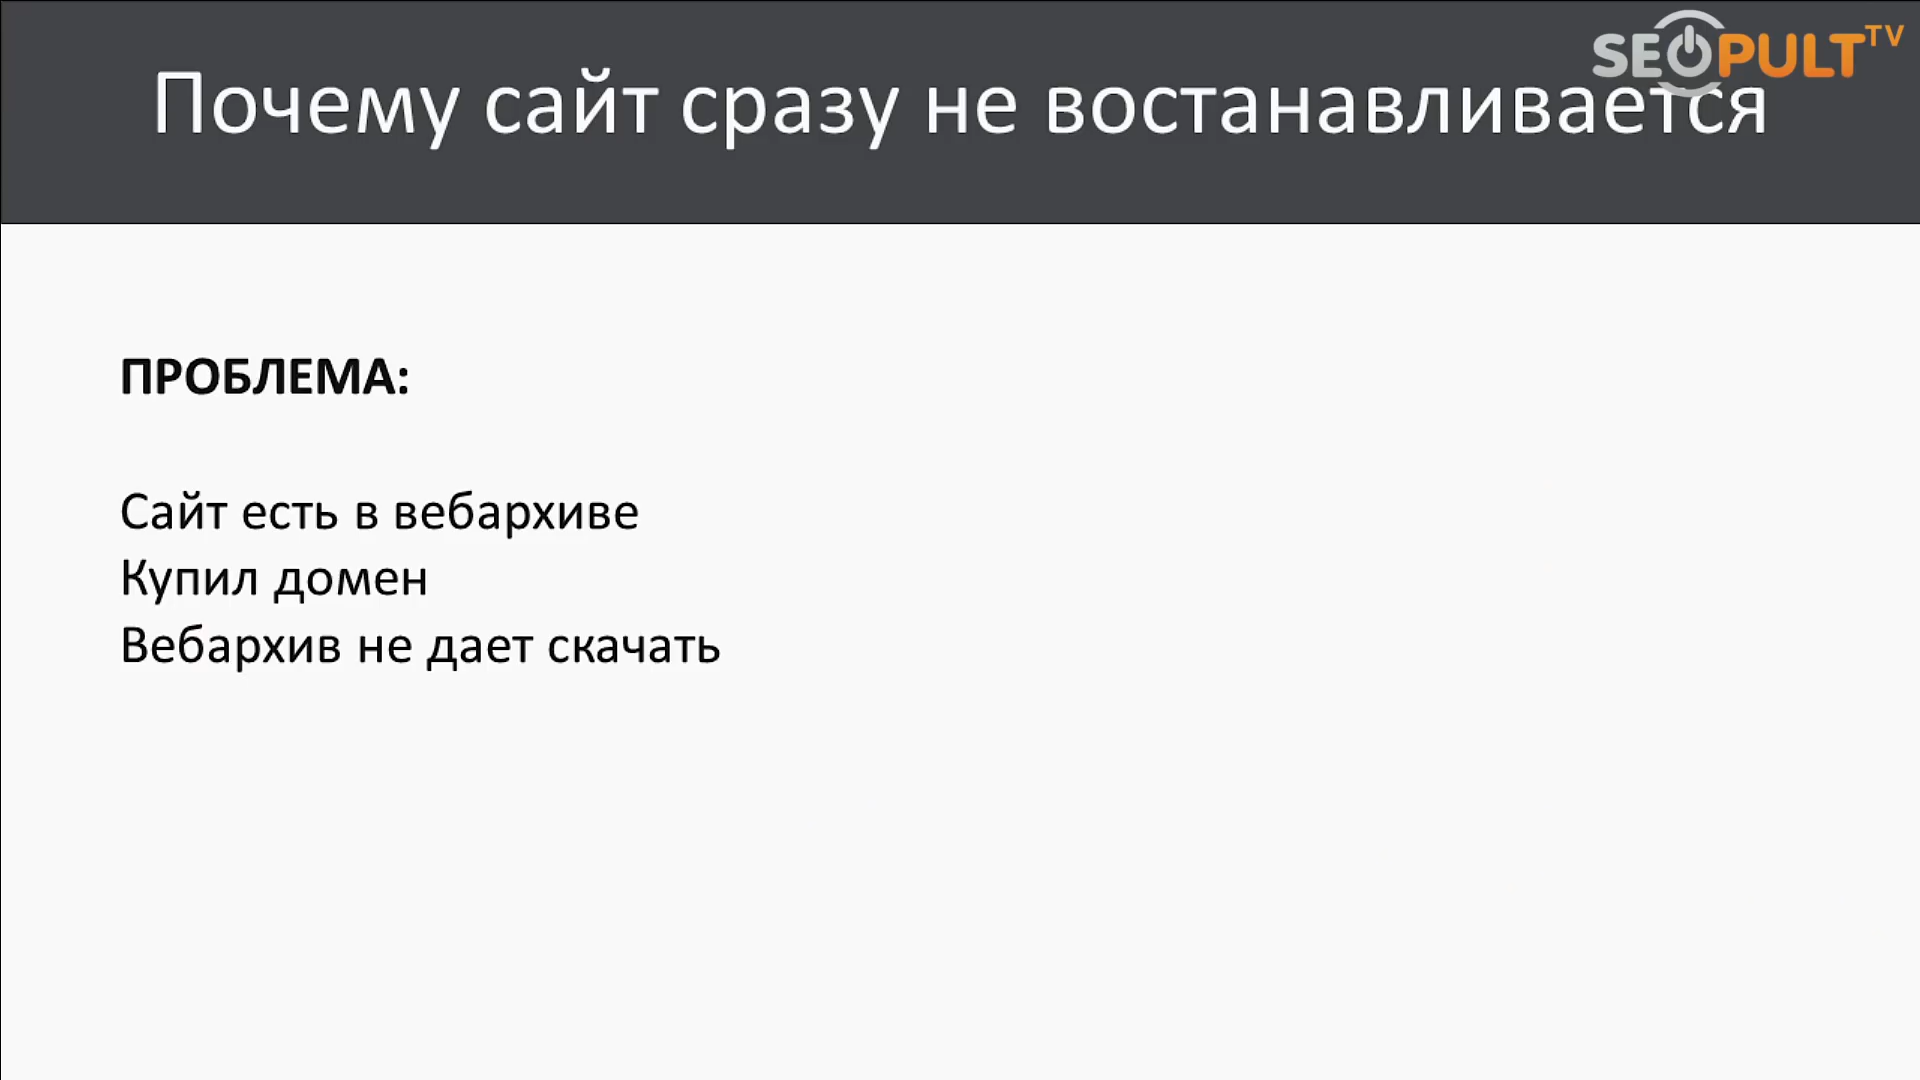 SEOPULT TV
Почему сайт сразу не востанавливается
ПРОБЛЕМА:
Сайт есть в вебархиве
Купил домен
Вебархив не дает скачать